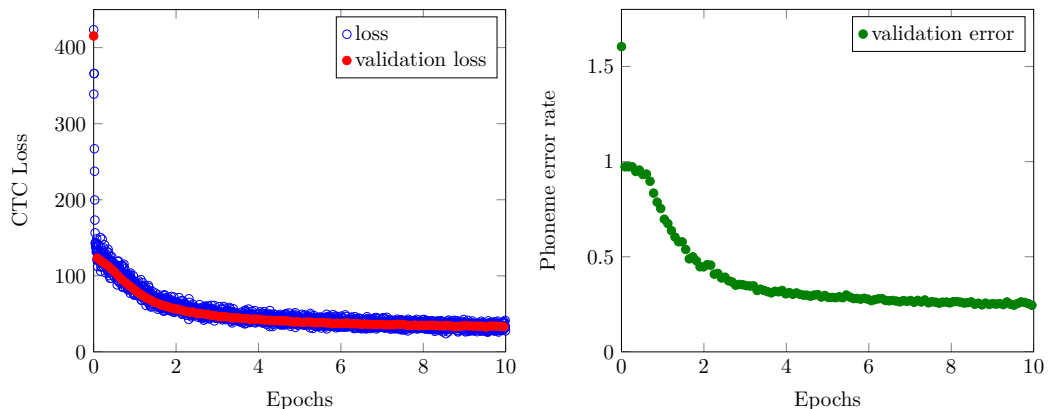 400
300
200
100
0
0 2 4 6 8 10
Epochs
CTC Loss
loss
validation loss
1.5
1
0.5
0
0 2 4 6 8 10
Epochs
Phoneme error rate
validation error